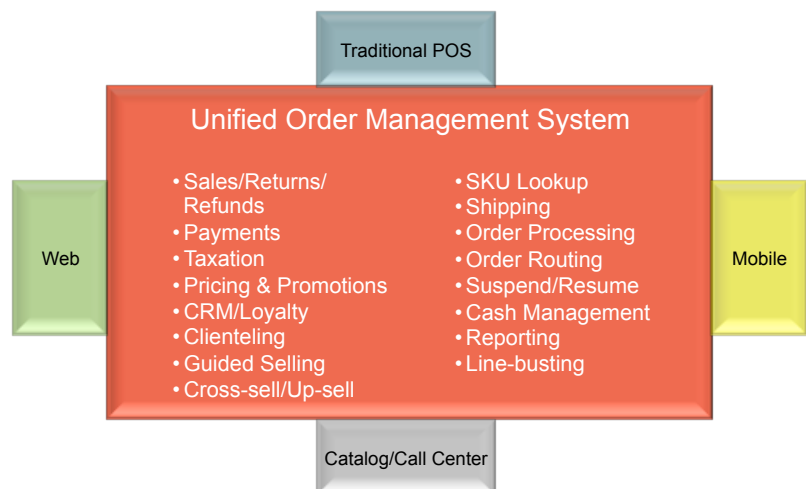 Traditional POS
Unified Order Management System
• Sales/Returns/
Refunds
• Payments
• Taxation
• Pricing & Promotions
• CRM/Loyalty
• Clienteling
• Guided Selling
• Cross-sell/Up-sell
• SKU Lookup
• Shipping
• Order Processing
• Order Routing
• Suspend/Resume
• Cash Management
• Reporting
• Line-busting
Web
Mobile
Catalog/Call Center